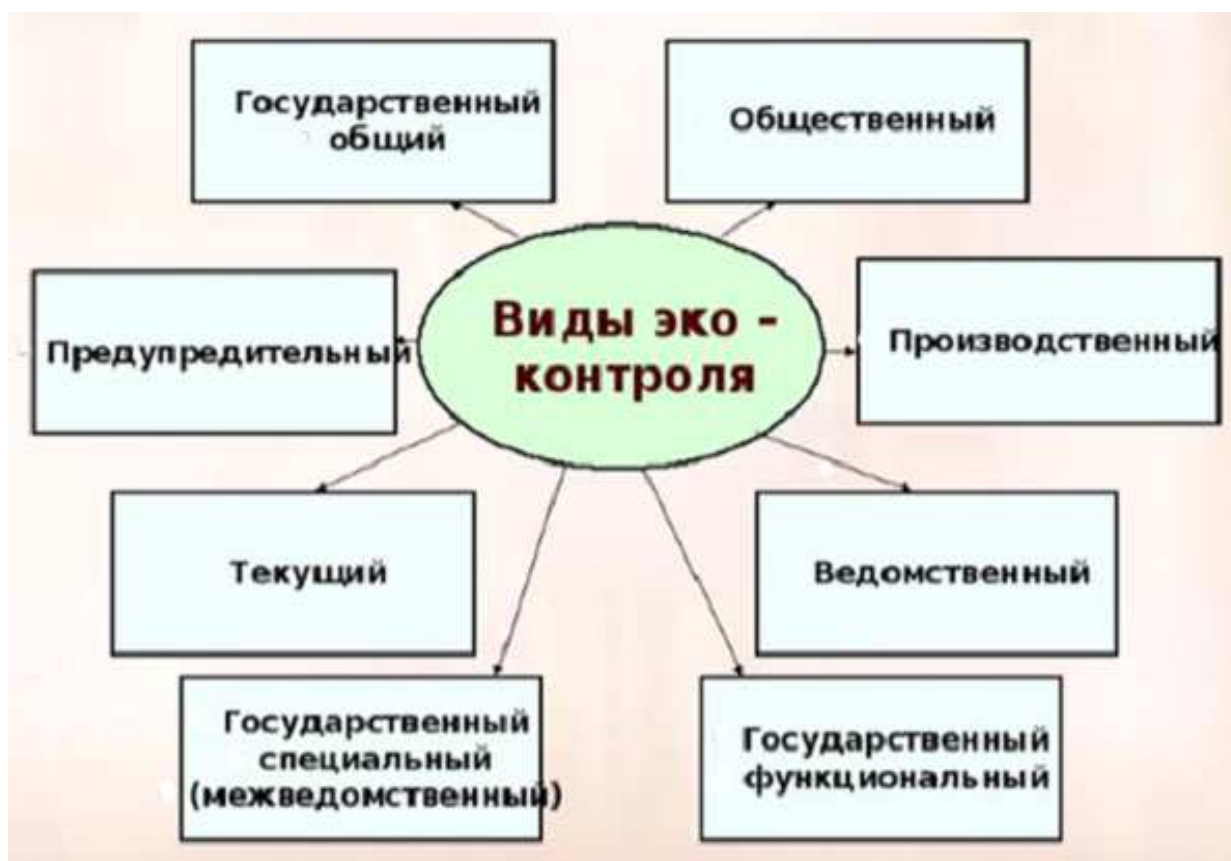 Государственный
общий
Общественный
Виды эко -
контроля
Предупредительный
Производственный
Текущий
Ведомственный
Государственный
специальный
(межведомственный)
Государственный
функциональный